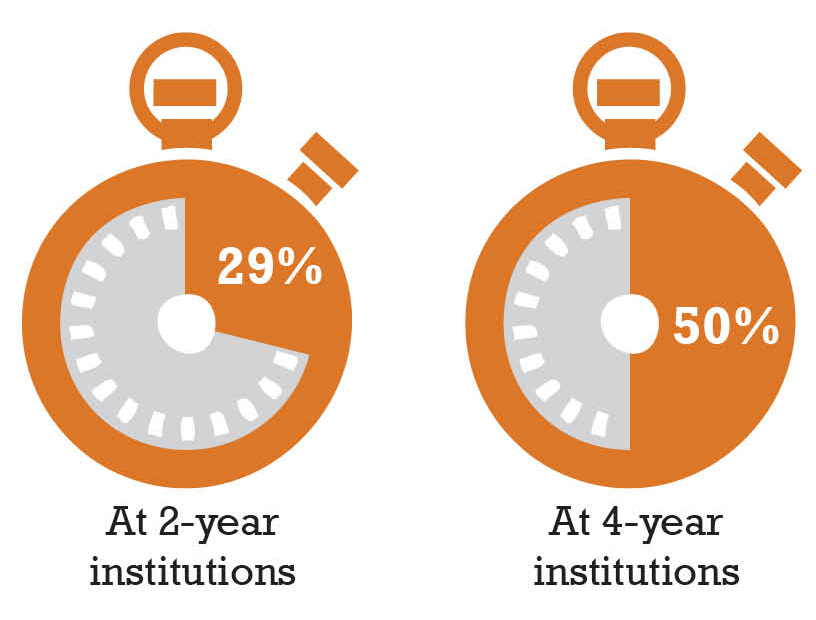 29%
At 2-year
institutions
50%
At 4-year
institutions